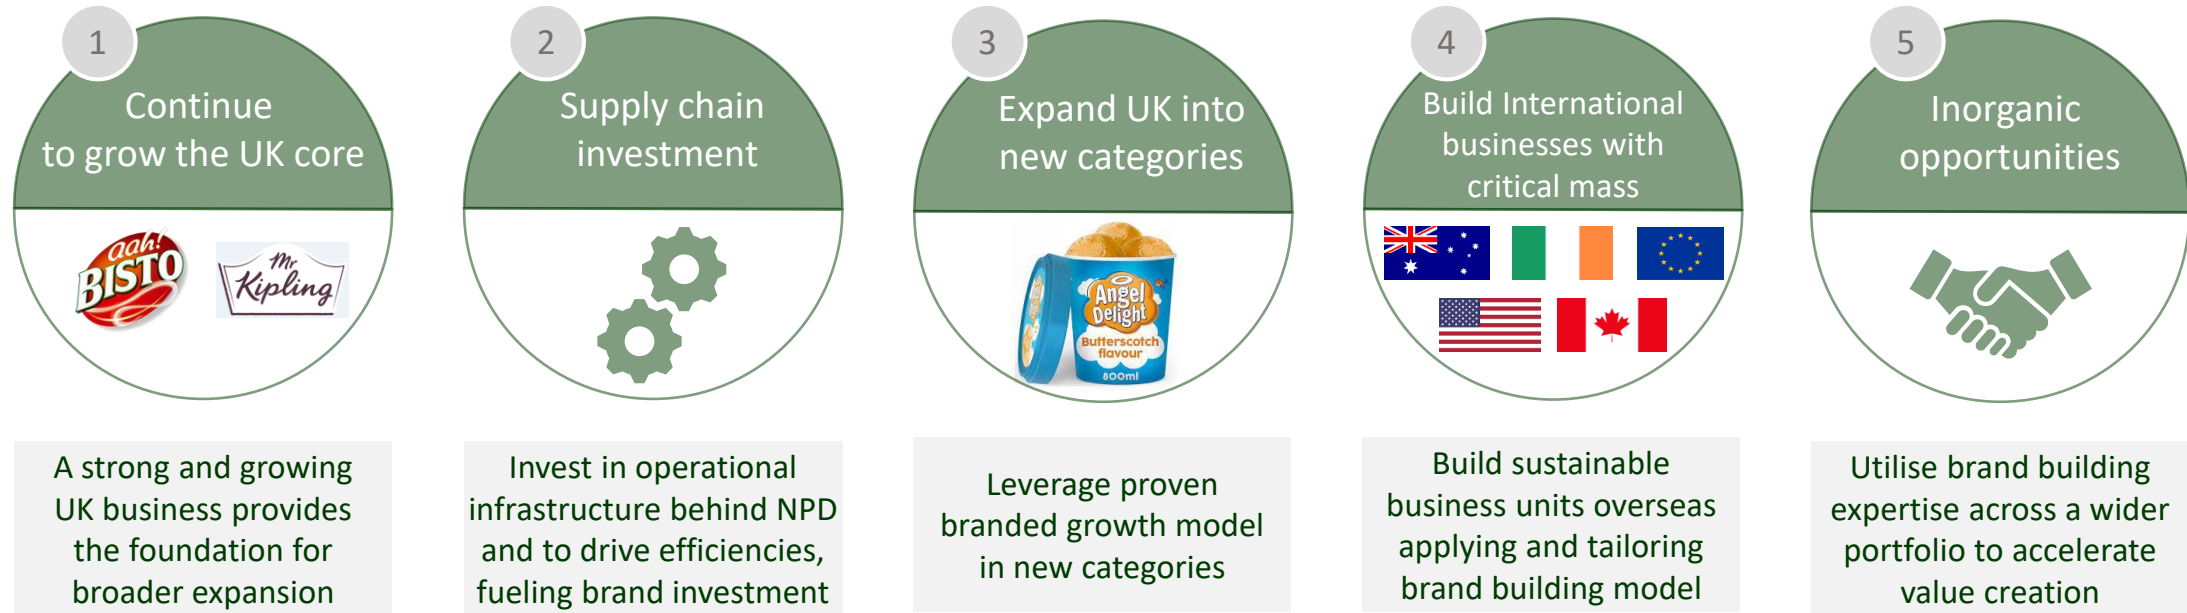 1
Continue
to grow the UK core
aah!
BISTO
Mr
Kipling
A strong and growing
UK business provides
the foundation for
broader expansion
2
Supply chain
investment
Invest in operational
infrastructure behind NPD
and to drive efficiencies,
fueling brand investment
3
Expand UK into
new categories
Angel
Delight
Butterscotch
flavour
800ml
Leverage proven
branded growth model
in new categories
4
Build International
businesses with
critical mass
Build sustainable
business units overseas
applying and tailoring
brand building model
5
Inorganic
opportunities
Utilise brand building
expertise across a wider
portfolio to accelerate
value creation